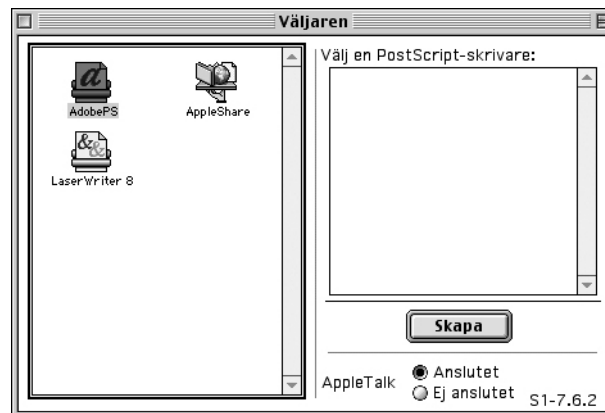 Väljaren
AdobePS
AppleShare
LaserWriter 8
Välj en PostScript-skrivare:
Skapa
AppleTalk
Anslutet
Ej anslutet
S1-7.6.2